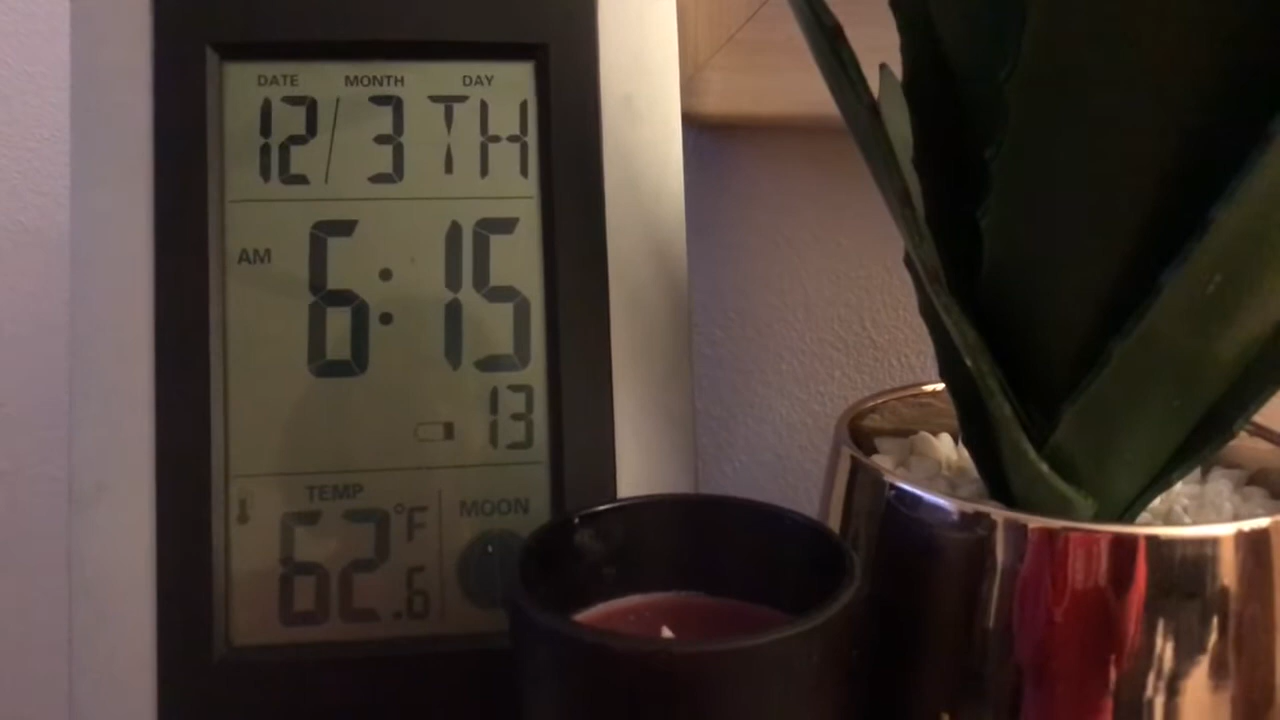 DATE MONTH DAY
12/3 TH
AM 6:15
13
TEMP MOON
62.6 °F